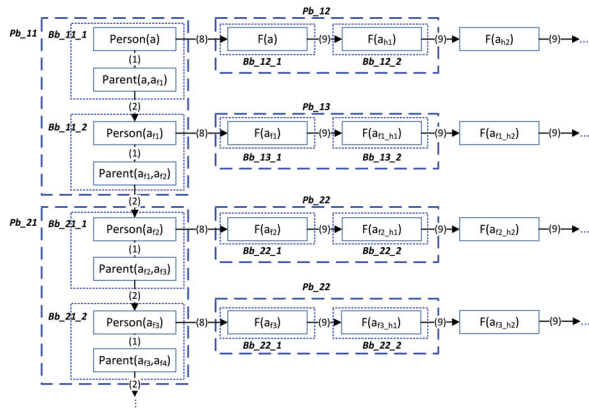 Pb_12
Pb_11 Bb_11_1 Person(a) (8) F(a) (9) F(a_h1) (9) F(a_h2) (9) ...
(1) Bb_12_1 Bb_12_2
Parent(a,a_f1)
(2) Pb_13
Bb_11_2 Person(a_f1) (8) F(a_f1) (9) F(a_f1_h1) (9) F(a_f1_h2) (9) ...
(1) Bb_13_1 Bb_13_2
Parent(a_f1,a_f2)
(2)
Pb_21 Bb_21_1 Pb_22
Person(a_f2) (8) F(a_f2) (9) F(a_f2_h1) (9) F(a_f2_h2) (9) ...
(1) Bb_22_1 Bb_22_2
Parent(a_f2,a_f3)
(2) Pb_22
Bb_21_2 Person(a_f3) (8) F(a_f3) (9) F(a_f3_h1) (9) F(a_f3_h2) (9) ...
(1) Bb_22_1 Bb_22_2
Parent(a_f3,a_f4)
(2)
...